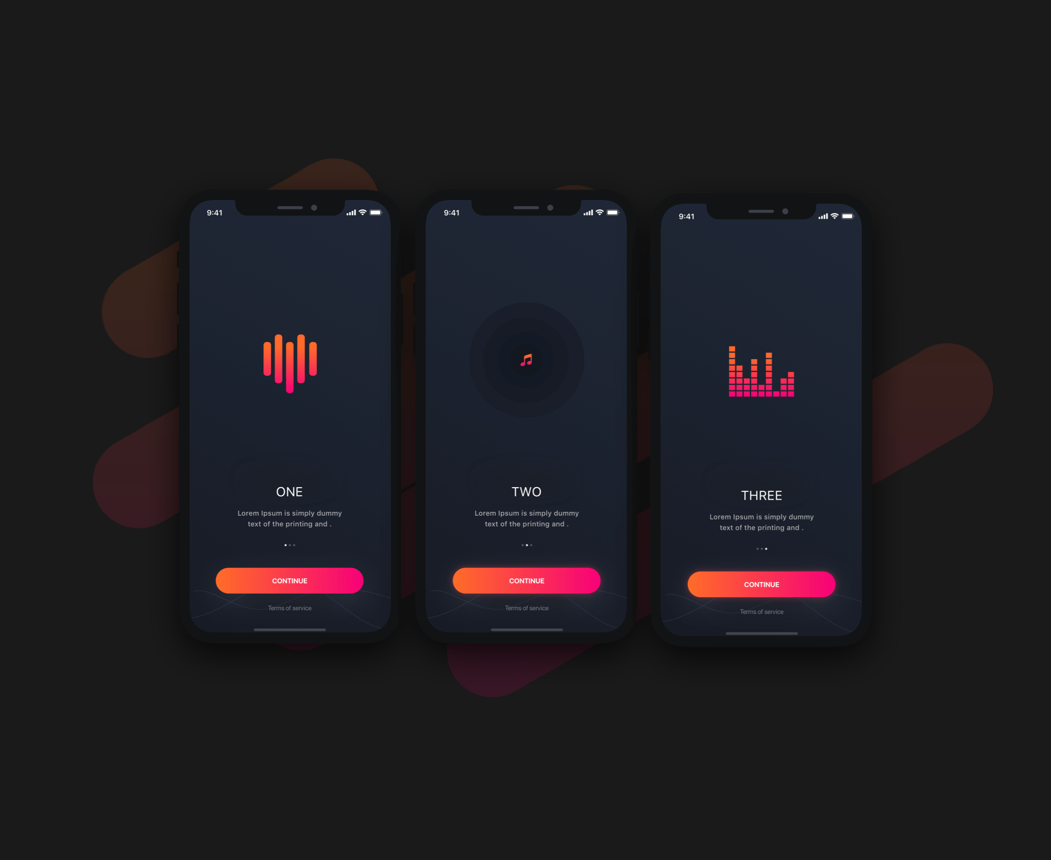 9:41
ONE
Lorem Ipsum is simply dummy
text of the printing and .
CONTINUE
Terms of service
9:41
TWO
Lorem Ipsum is simply dummy
text of the printing and .
CONTINUE
Terms of service
9:41
THREE
Lorem Ipsum is simply dummy
text of the printing and .
CONTINUE
Terms of service